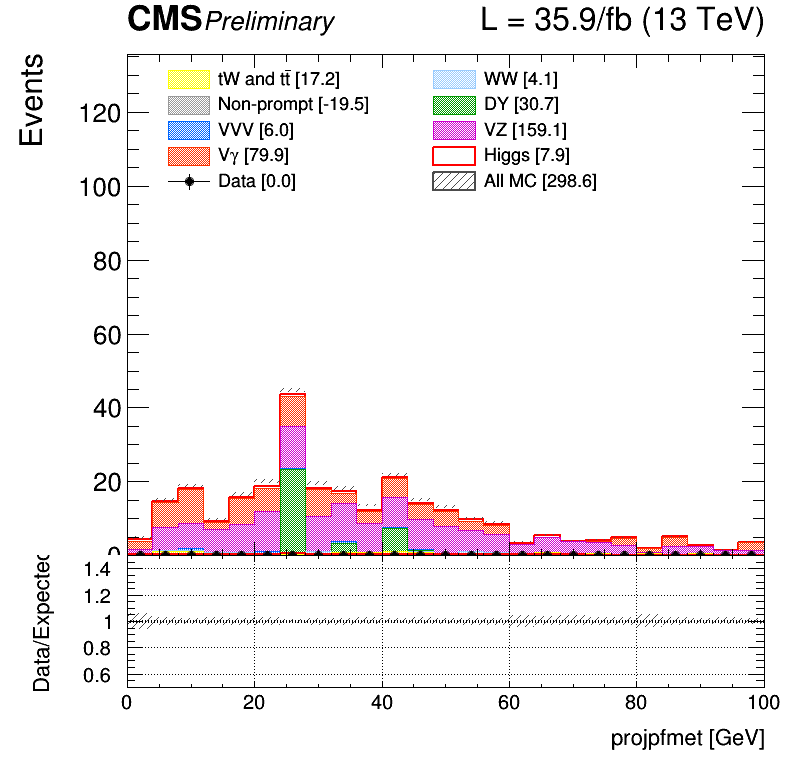 CMS Preliminary L = 35.9/fb (13 TeV)
Events
tW and tt̄ [17.2] WW [4.1]
Non-prompt [-19.5] DY [30.7]
VVV [6.0] VZ [159.1]
Vγ [79.9] Higgs [7.9]
Data [0.0] All MC [298.6]
120
100
80
60
40
20
0
Data/Expected
1.4
1.2
1
0.8
0.6
0 20 40 60 80 100
projpfmet [GeV]